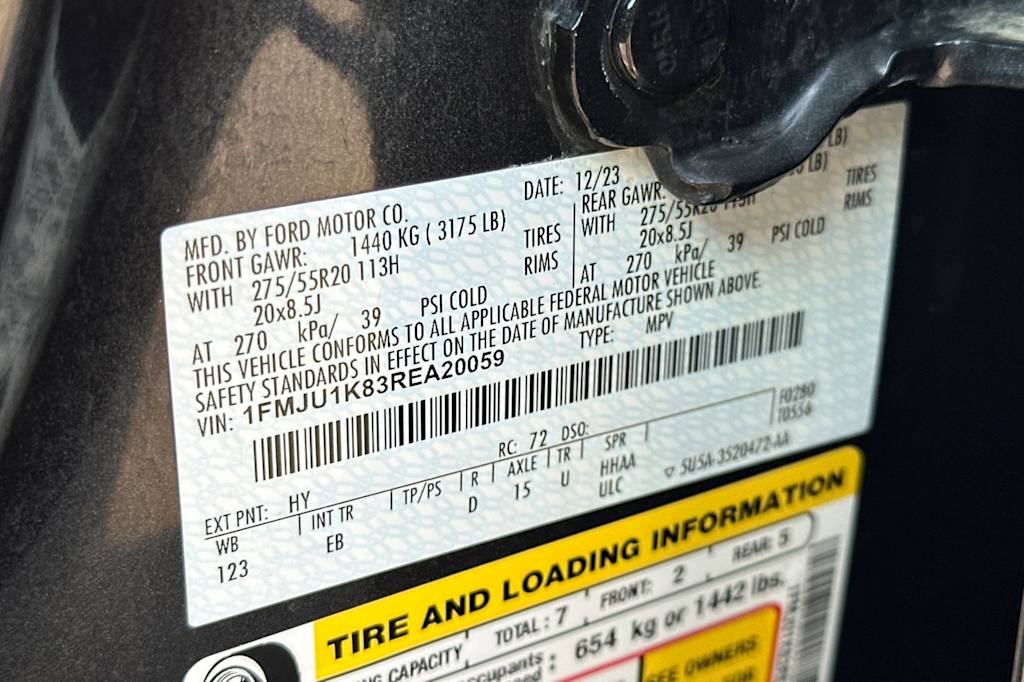 MFD. BY FORD MOTOR CO.
DATE: 12/23
FRONT GAWR: 1440 KG ( 3175 LB)
REAR GAWR: LB)
WITH 275/55R20 113H TIRES
WITH 275/55R20 113H TIRES
20x8.5J RIMS
20x8.5J RIMS
AT 270 kPa/ 39 PSI COLD
AT 270 kPa/ 39 PSI COLD
THIS VEHICLE CONFORMS TO ALL APPLICABLE FEDERAL MOTOR VEHICLE
SAFETY STANDARDS IN EFFECT ON THE DATE OF MANUFACTURE SHOWN ABOVE.
VIN: 1FMJU1K83REA20059 TYPE: MPV
F0280
T0556
EXT PNT: HY RC: 72 DSO:
WB INT TR TP/PS R AXLE TR SPR
123 EB D 15 U HHAA
ULC 5U5A-3520472-AA
TIRE AND LOADING INFORMATION
CAPACITY TOTAL: 7 FRONT: 2 REAR: 5
654 kg or 1442 lbs.
SEE OWNERS